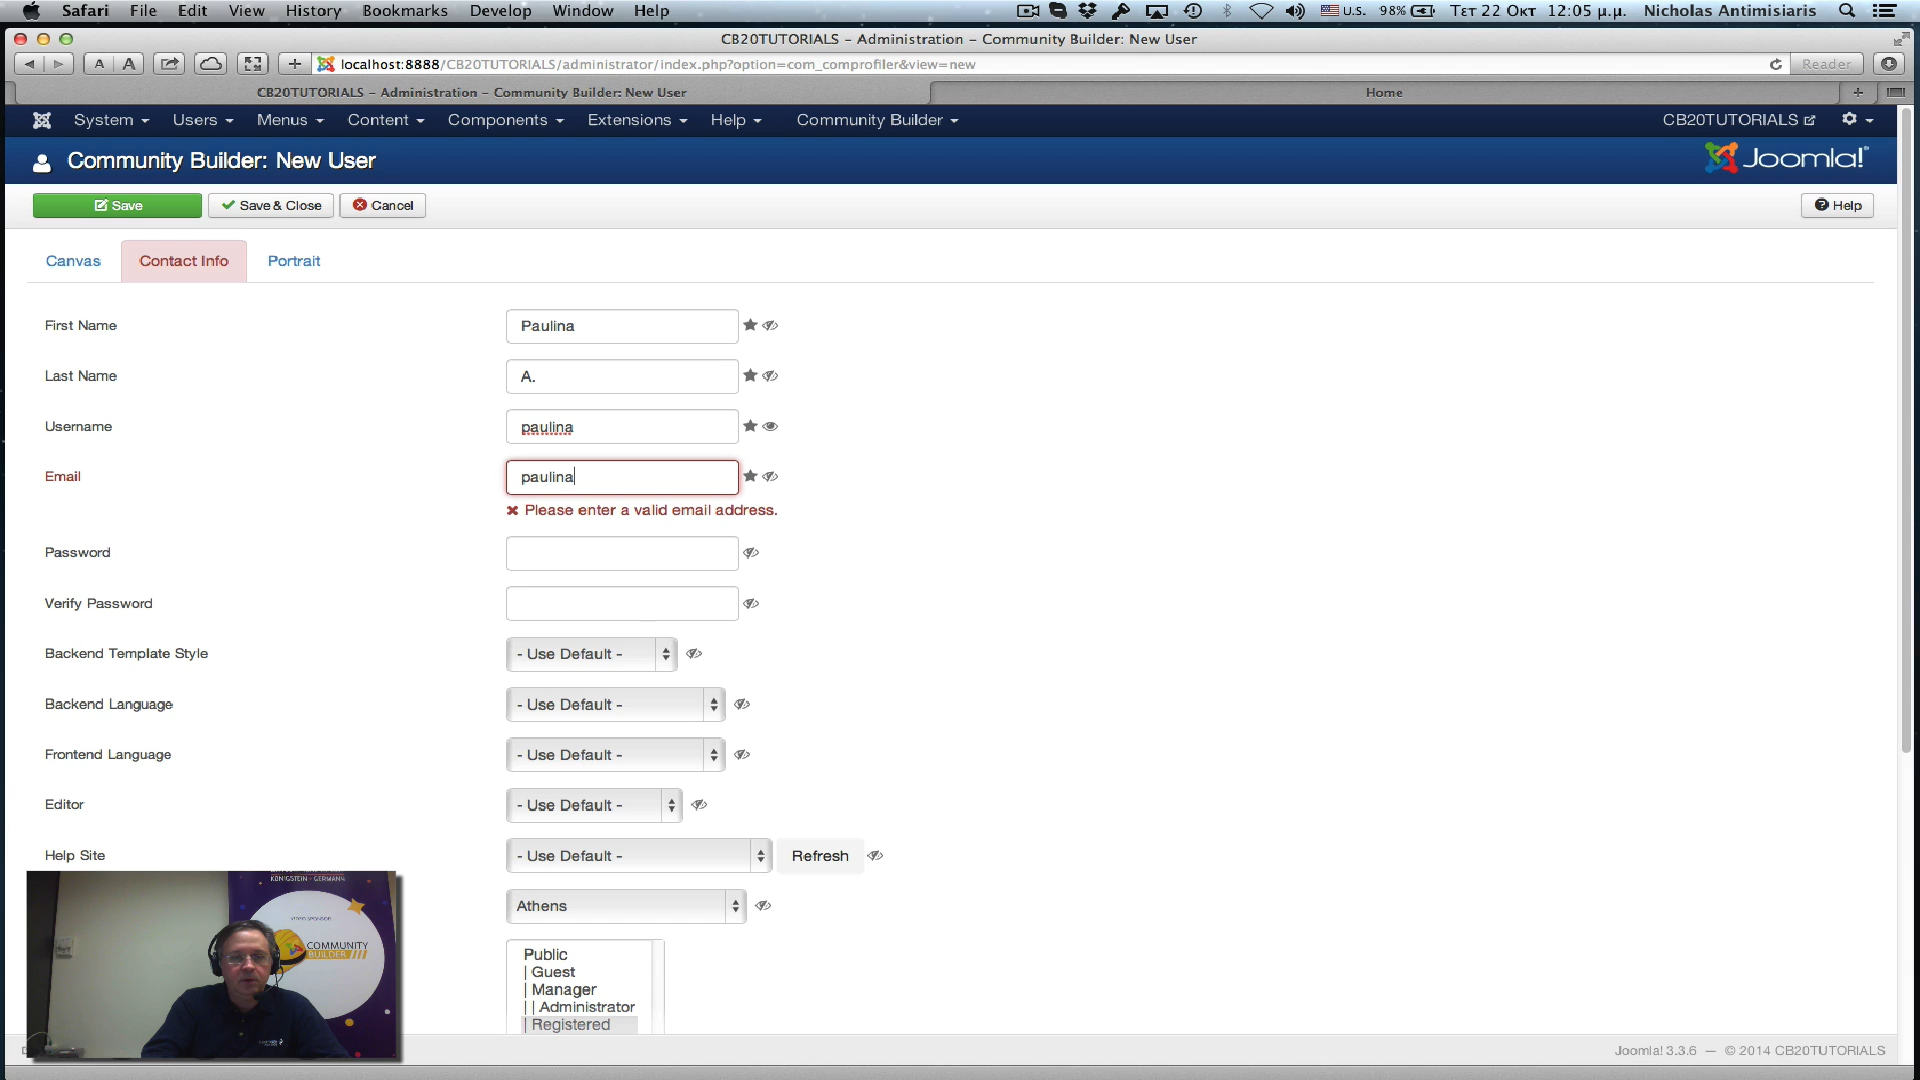 Safari File Edit View History Bookmarks Develop Window Help U.S. 98% Τετ 22 Οκτ 12:05 μ.μ. Nicholas Antimisiaris
CB20TUTORIALS – Administration – Community Builder: New User
A A + localhost:8888/CB20TUTORIALS/administrator/index.php?option=com_comprofiler&view=new Reader
CB20TUTORIALS – Administration – Community Builder: New User Home +
System Users Menus Content Components Extensions Help Community Builder CB20TUTORIALS
Community Builder: New User Joomla!®
Save Save & Close Cancel Help
Canvas Contact Info Portrait
First Name Paulina
Last Name A.
Username paulina
Email paulina
Please enter a valid email address.
Password
Verify Password
Backend Template Style - Use Default -
Backend Language - Use Default -
Frontend Language - Use Default -
Editor - Use Default -
Help Site - Use Default - Refresh
Athens
Public
| Guest
| Manager
| | Administrator
| Registered
KÖNIGSTEIN - GERMANY
COMMUNITY
BUILDER
Joomla! 3.3.6 — © 2014 CB20TUTORIALS